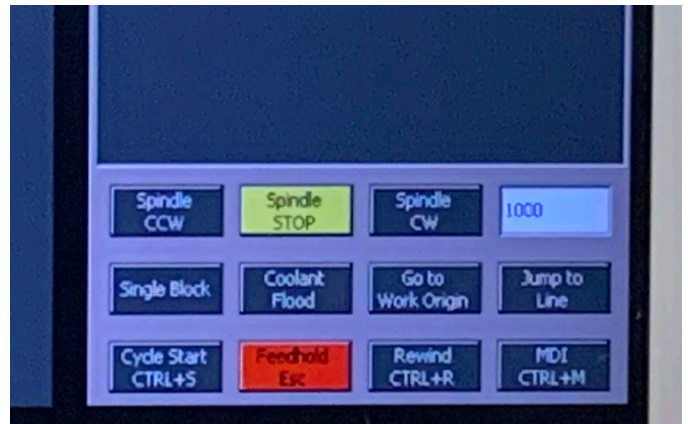 Spindle
CCW
Spindle
STOP
Spindle
CW
1000
Single Block
Coolant
Flood
Go to
Work Origin
Jump to
Line
Cycle Start
CTRL+S
Feedhold
Esc
Rewind
CTRL+R
MDI
CTRL+M